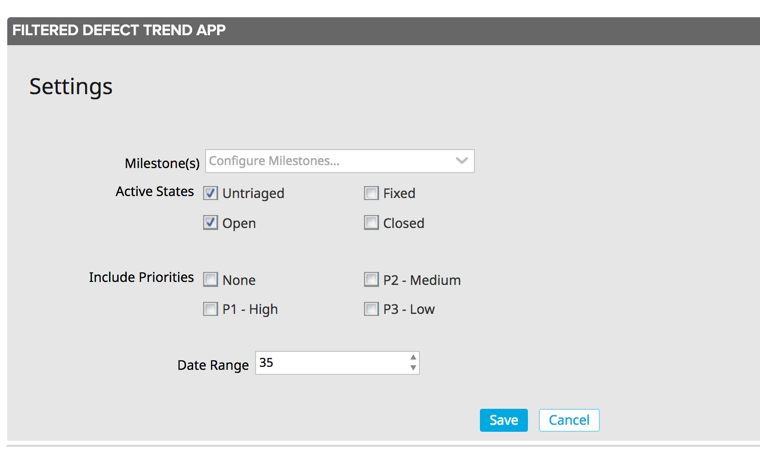 FILTERED DEFECT TREND APP
Settings
Milestone(s) Configure Milestones...
Active States Untriaged Fixed
Open Closed
Include Priorities None P2 - Medium
P1 - High P3 - Low
Date Range 35
Save Cancel